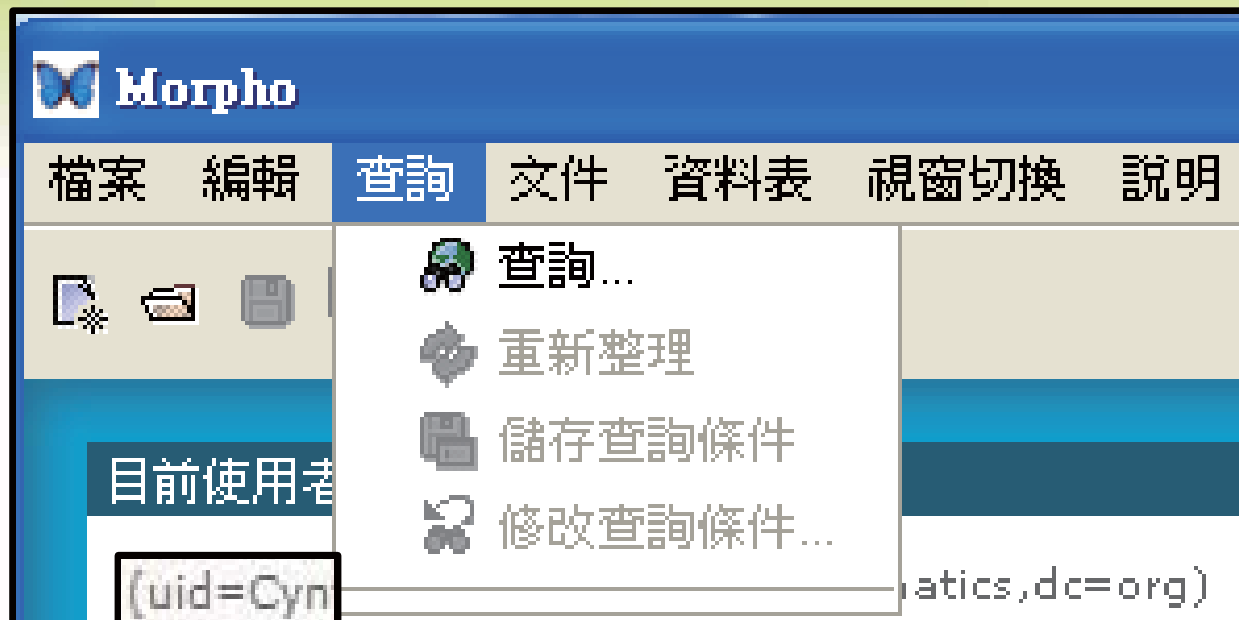 Morpho
檔案 編輯 查詢 文件 資料表 視窗切換 說明
查詢...
重新整理
儲存查詢條件
修改查詢條件...
目前使用者
(uid=Cyn
atics,dc=org)